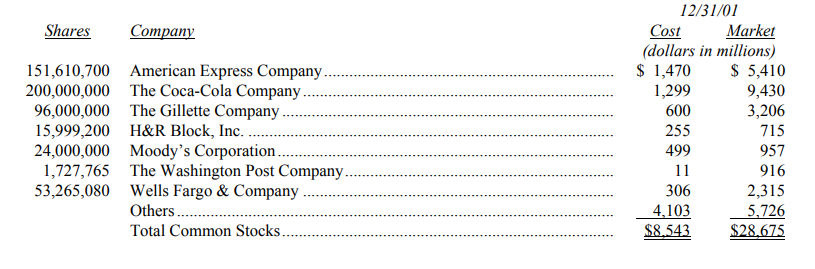 12/31/01
Shares Company Cost Market
(dollars in millions)
151,610,700 American Express Company................................................................ $ 1,470 $ 5,410
200,000,000 The Coca-Cola Company................................................................ 1,299 9,430
96,000,000 The Gillette Company................................................................ 600 3,206
15,999,200 H&R Block, Inc. ................................................................ 255 715
24,000,000 Moody’s Corporation................................................................ 499 957
1,727,765 The Washington Post Company................................................................ 11 916
53,265,080 Wells Fargo & Company ................................................................ 306 2,315
Others................................................................ 4,103 5,726
Total Common Stocks................................................................ $8,543 $28,675